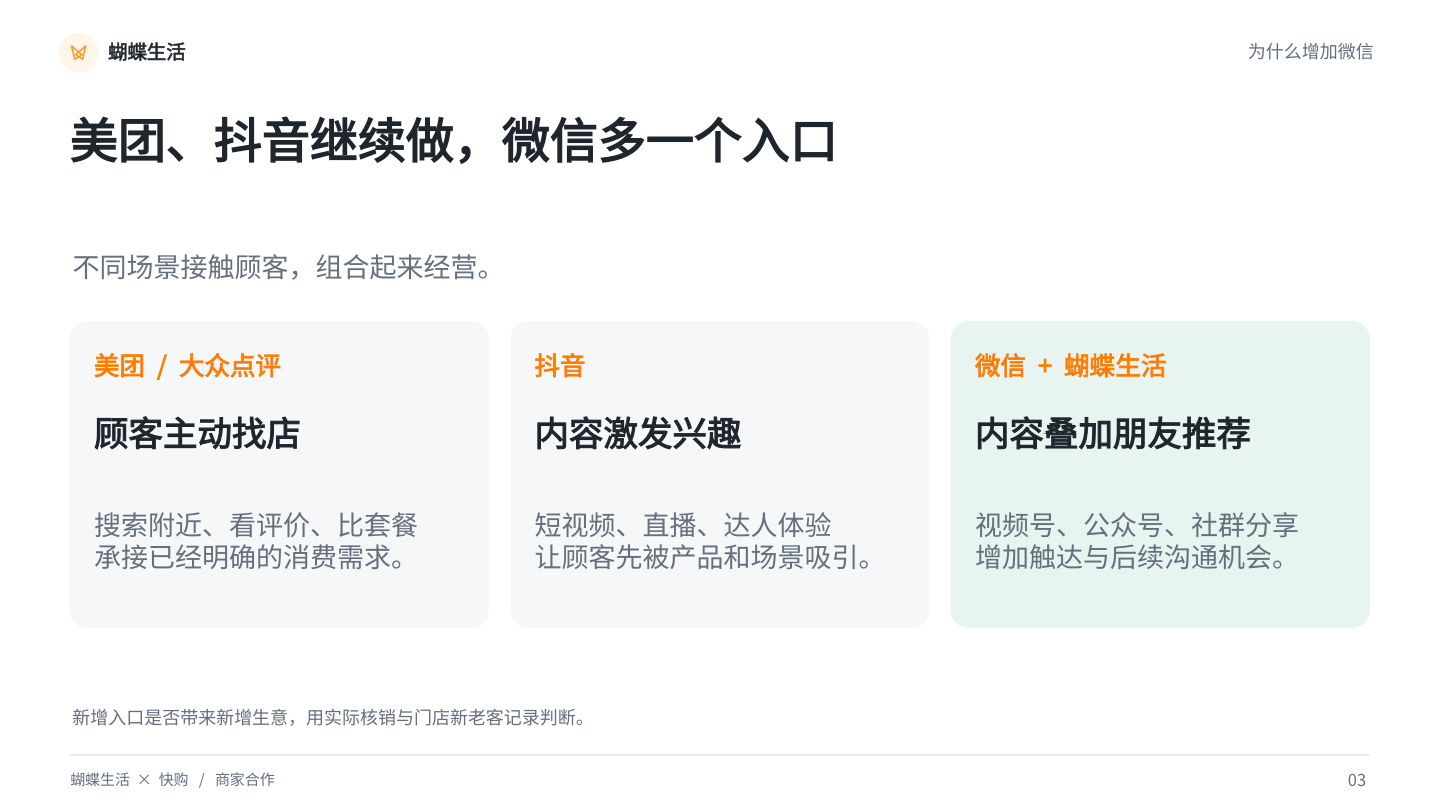 蝴蝶生活
为什么增加微信
美团、抖音继续做，微信多一个入口
不同场景接触顾客，组合起来经营。
美团 / 大众点评
顾客主动找店
搜索附近、看评价、比套餐
承接已经明确的消费需求。
抖音
内容激发兴趣
短视频、直播、达人体验
让顾客先被产品和场景吸引。
微信 + 蝴蝶生活
内容叠加朋友推荐
视频号、公众号、社群分享
增加触达与后续沟通机会。
新增入口是否带来新增生意，用实际核销与门店新老客记录判断。
蝴蝶生活 × 快购 / 商家合作
03